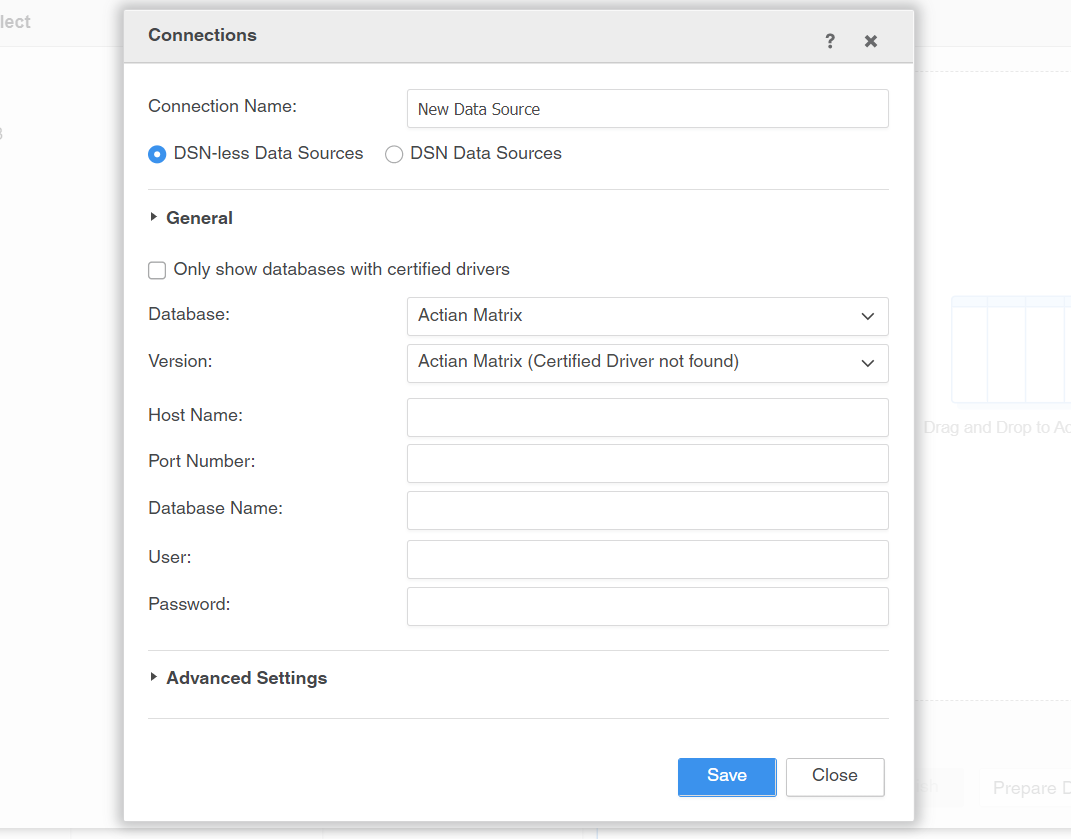 lect
Connections
?
Connection Name:
New Data Source
DSN-less Data Sources
DSN Data Sources
General
Only show databases with certified drivers
Database:
Actian Matrix
Version:
Actian Matrix (Certified Driver not found)
Host Name:
Port Number:
Database Name:
User:
Password:
Advanced Settings
Save
Close
Drag and Drop to Ad
Prepare D